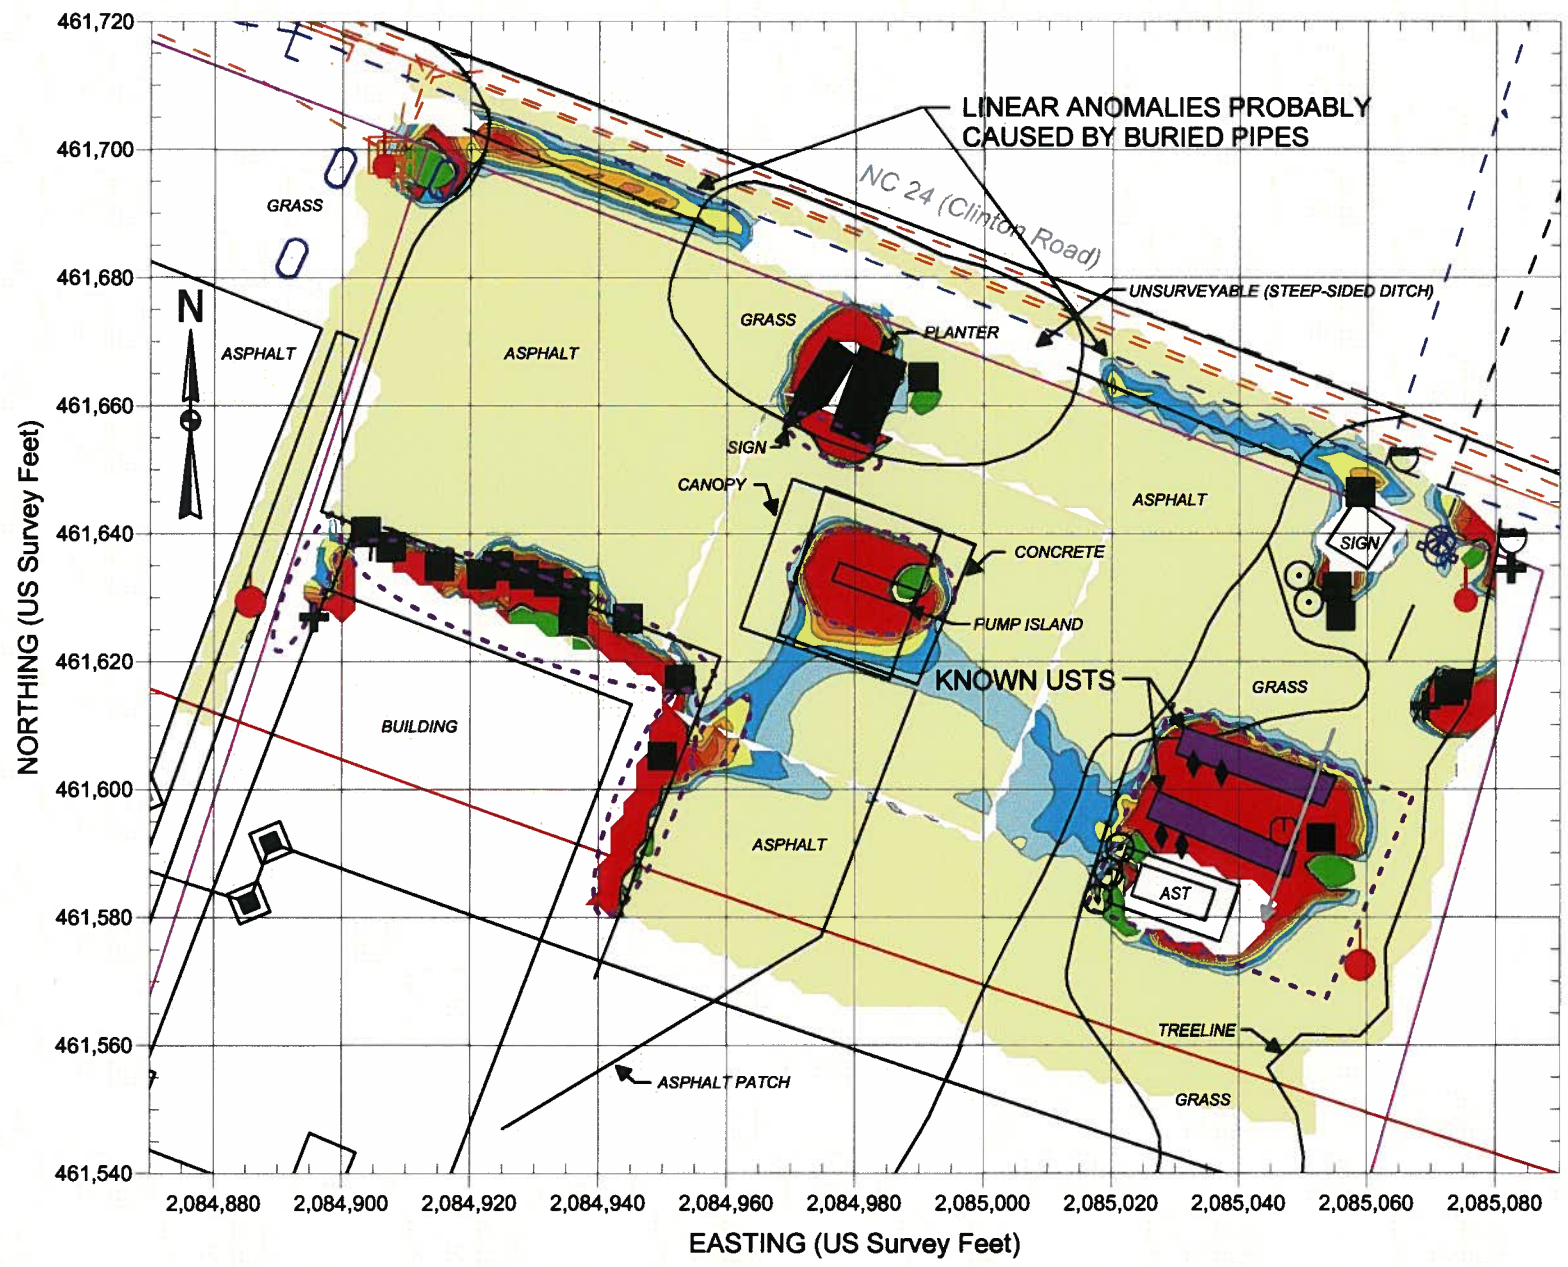 461,720
461,700
461,680
461,660
461,640
461,620
461,600
461,580
461,560
461,540
NORTHING (US Survey Feet)
2,084,880
2,084,900
2,084,920
2,084,940
2,084,960
2,084,980
2,085,000
2,085,020
2,085,040
2,085,060
2,085,080
EASTING (US Survey Feet)
LINEAR ANOMALIES PROBABLY
CAUSED BY BURIED PIPES
NC 24 (Clinton Road)
GRASS
UNSURVEYABLE (STEEP-SIDED DITCH)
N
ASPHALT
ASPHALT
GRASS
PLANTER
SIGN
CANOPY
ASPHALT
SIGN
CONCRETE
PUMP ISLAND
KNOWN USTS
GRASS
BUILDING
ASPHALT
AST
TREELINE
ASPHALT PATCH
GRASS